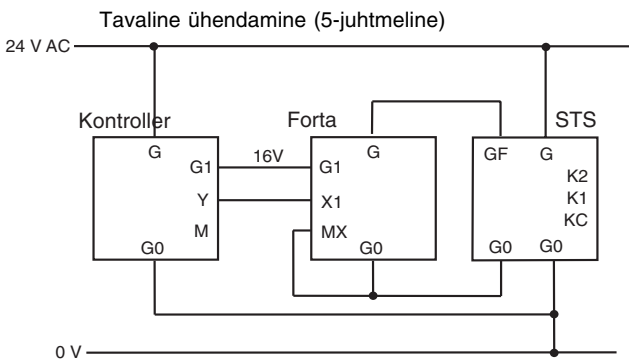 Tavaline ühendamine (5-juhtmeline)
24 V AC
Kontroller
Forta
STS
G
G
GF
G
G1
16V
G1
K2
Y
X1
K1
M
MX
KC
G0
G0
G0
G0
0 V